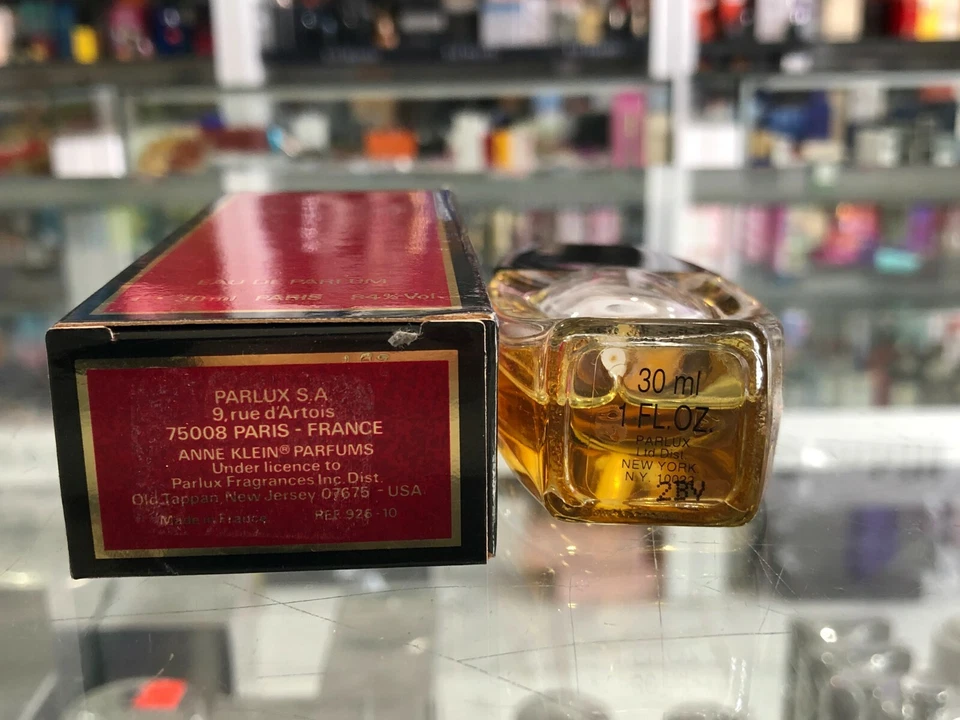 EAU DE PARFUM
30ml PARIS 84% Vol.
PARLUX S.A.
9, rue d'Artois
75008 PARIS - FRANCE
ANNE KLEIN® PARFUMS
Under licence to
Parlux Fragrances Inc. Dist.
Old Tappan, New Jersey 07675 - USA
Made in France REF 926-10
30 ml
1 FL.OZ.
PARLUX
Ltd Dist.
NEW YORK
N.Y.
2BY